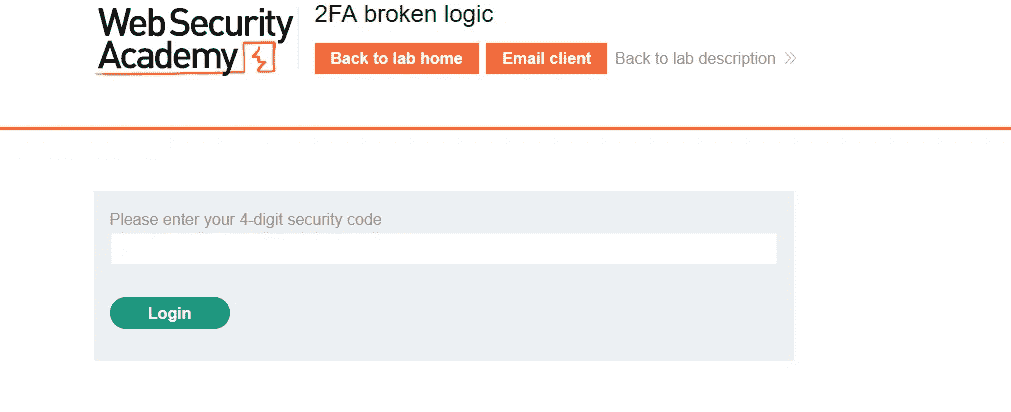 Web Security
Academy
2FA broken logic
Back to lab home
Email client
Back to lab description
Please enter your 4-digit security code
Login